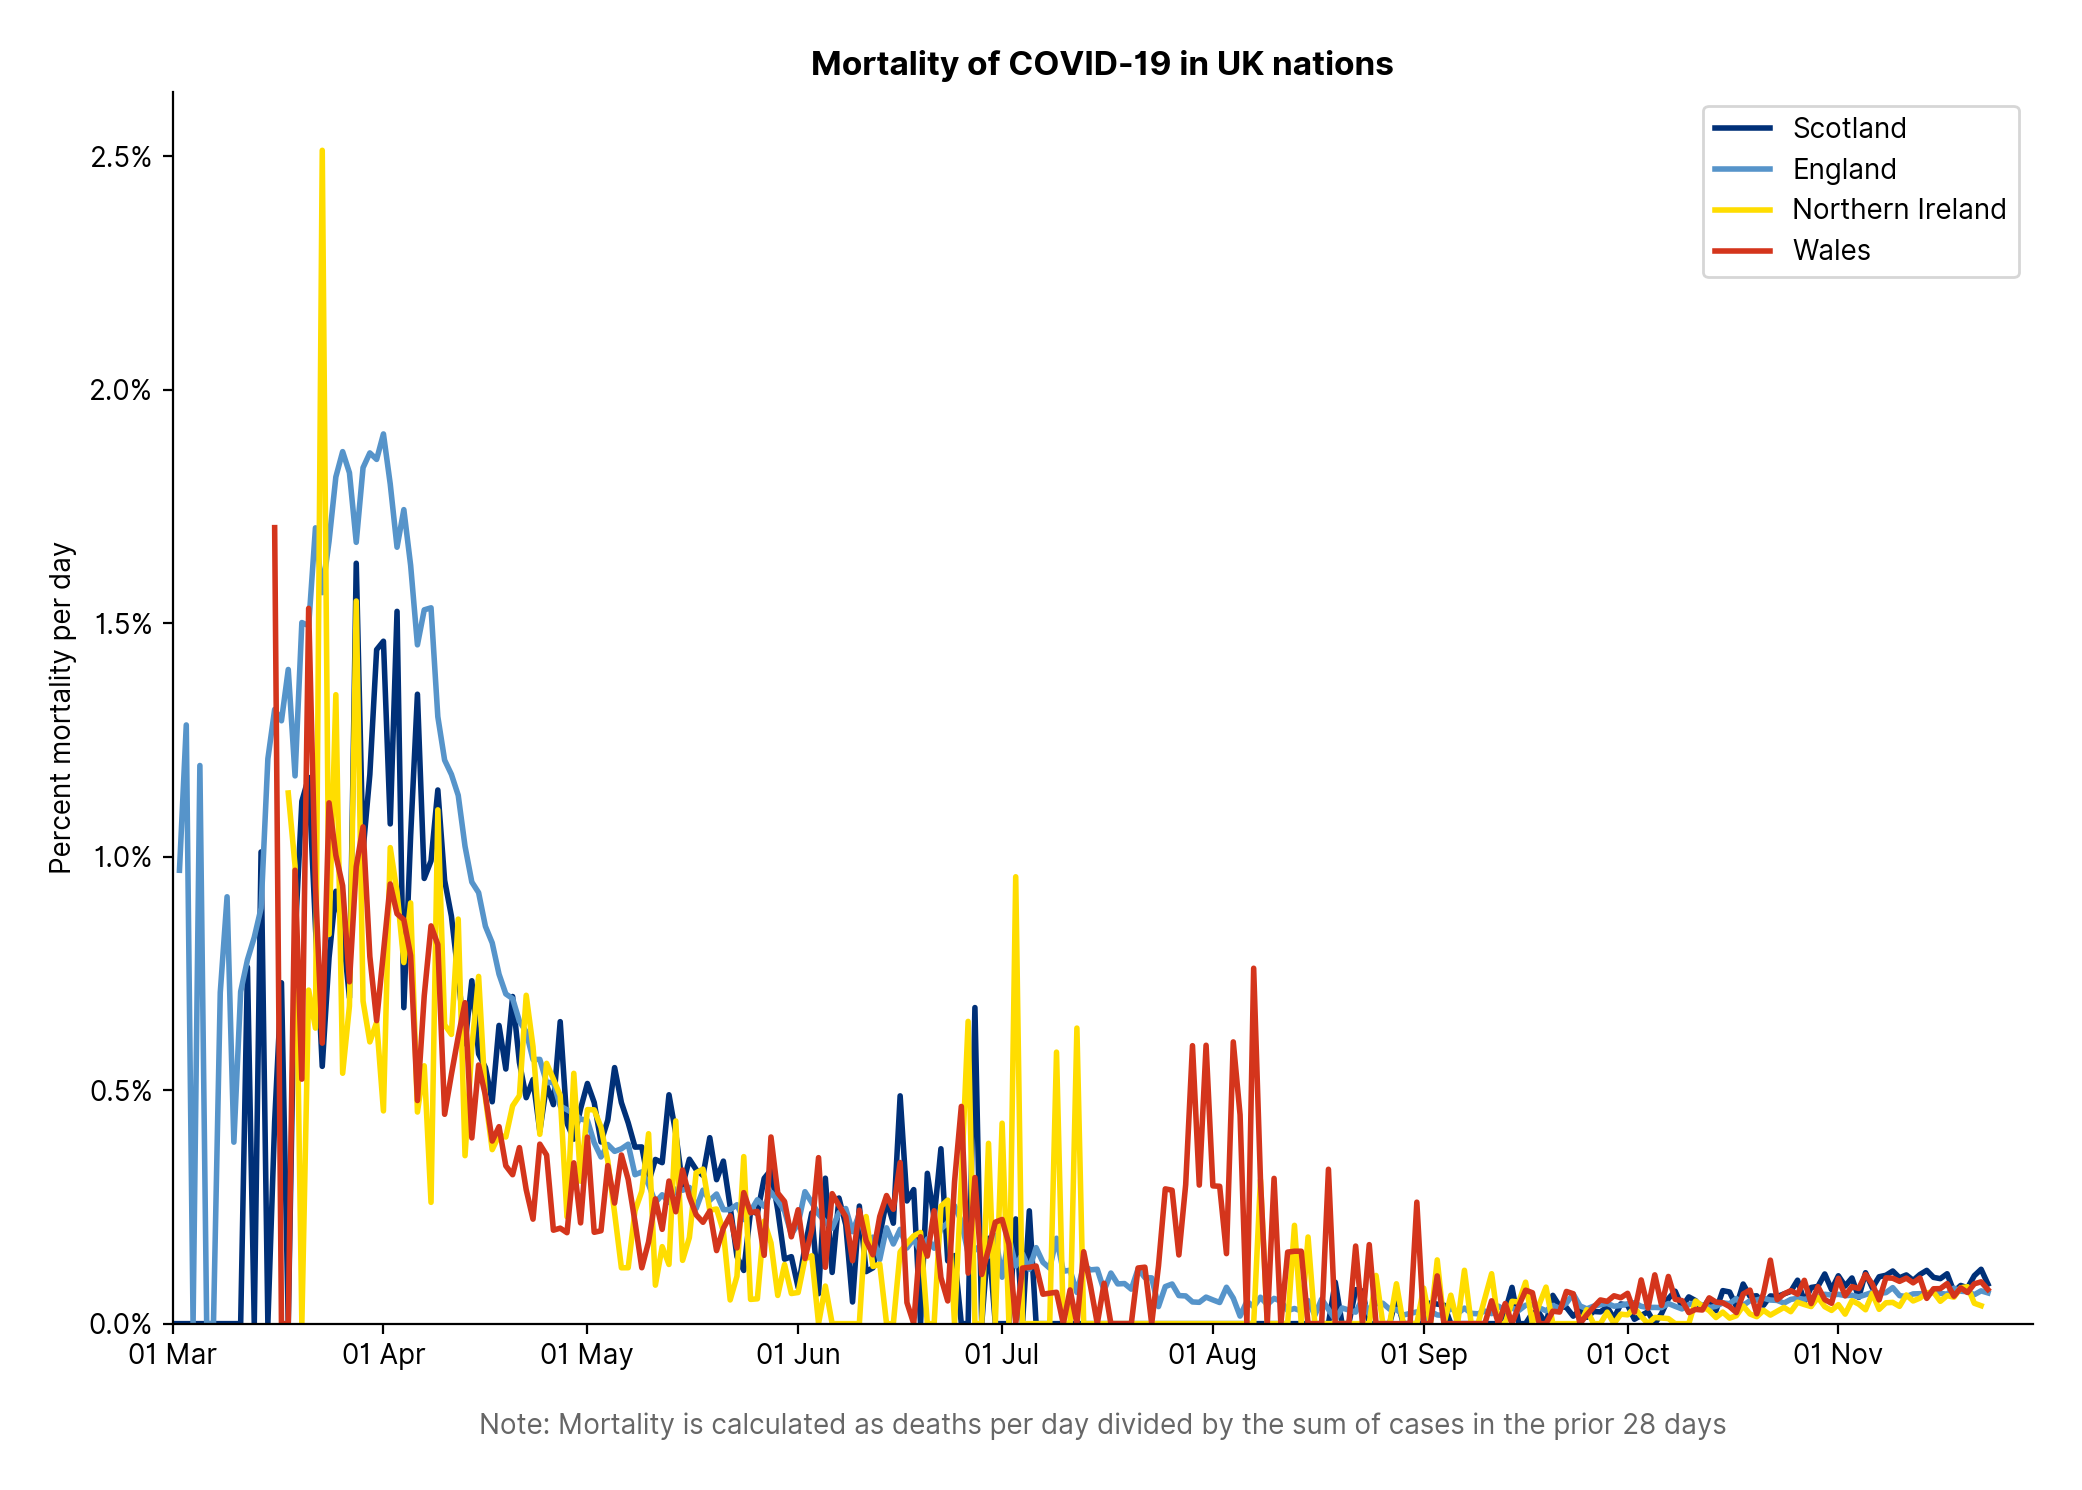 Mortality of COVID-19 in UK nations
Scotland
England
Northern Ireland
Wales
Percent mortality per day
2.5%
2.0%
1.5%
1.0%
0.5%
0.0%
01 Mar 01 Apr 01 May 01 Jun 01 Jul 01 Aug 01 Sep 01 Oct 01 Nov
Note: Mortality is calculated as deaths per day divided by the sum of cases in the prior 28 days